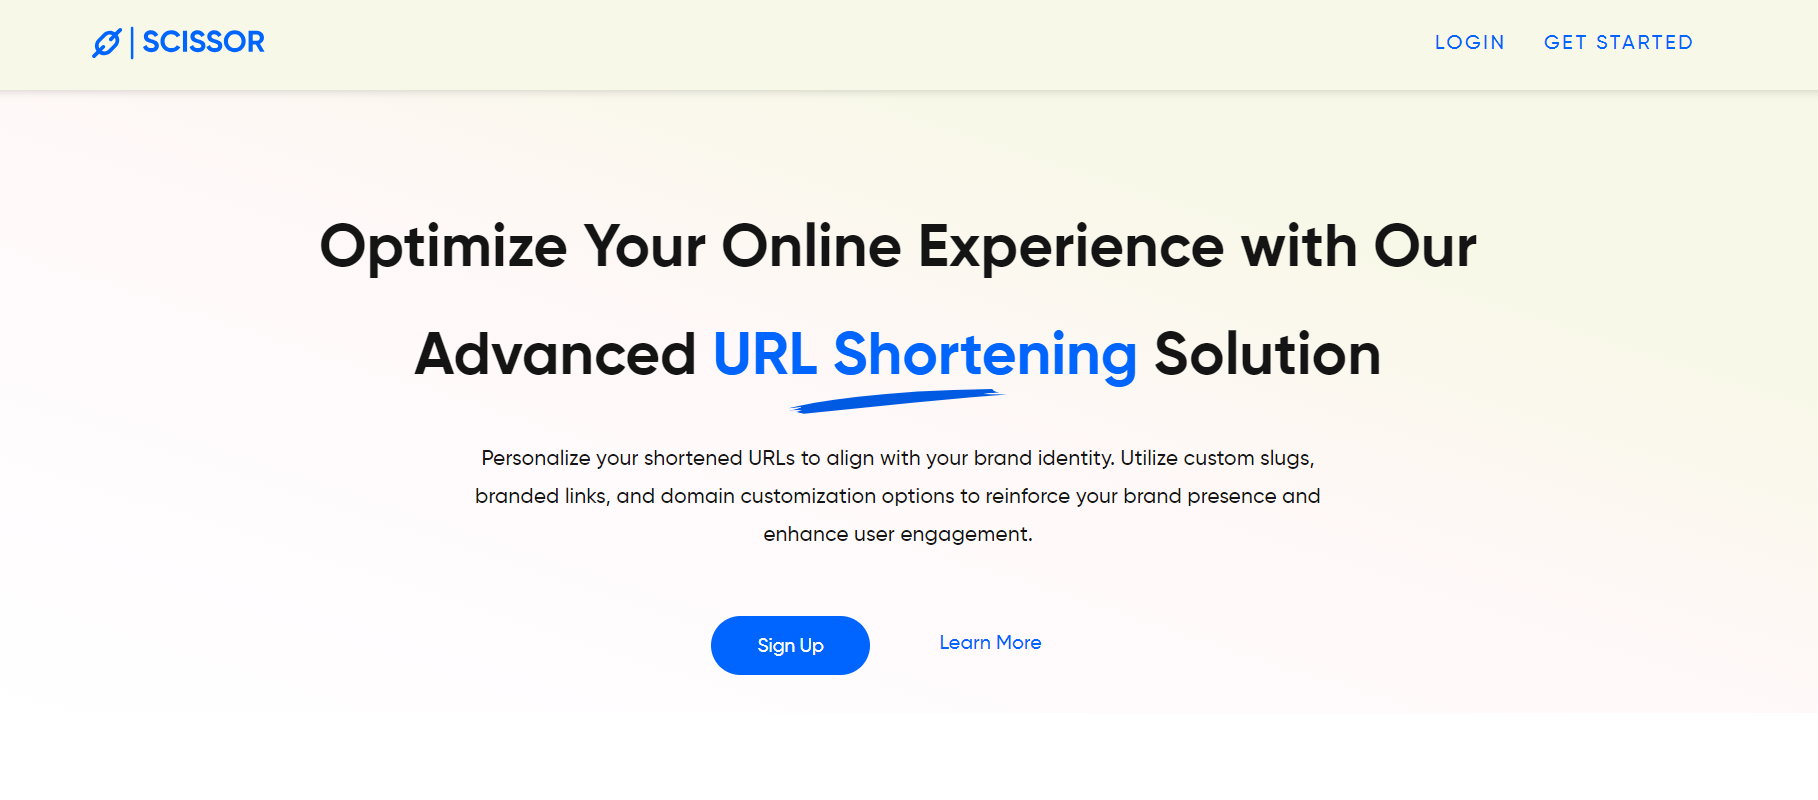 SCISSOR
LOGIN
GET STARTED
Optimize Your Online Experience with Our
Advanced URL Shortening Solution
Personalize your shortened URLs to align with your brand identity. Utilize custom slugs,
branded links, and domain customization options to reinforce your brand presence and
enhance user engagement.
Sign Up
Learn More